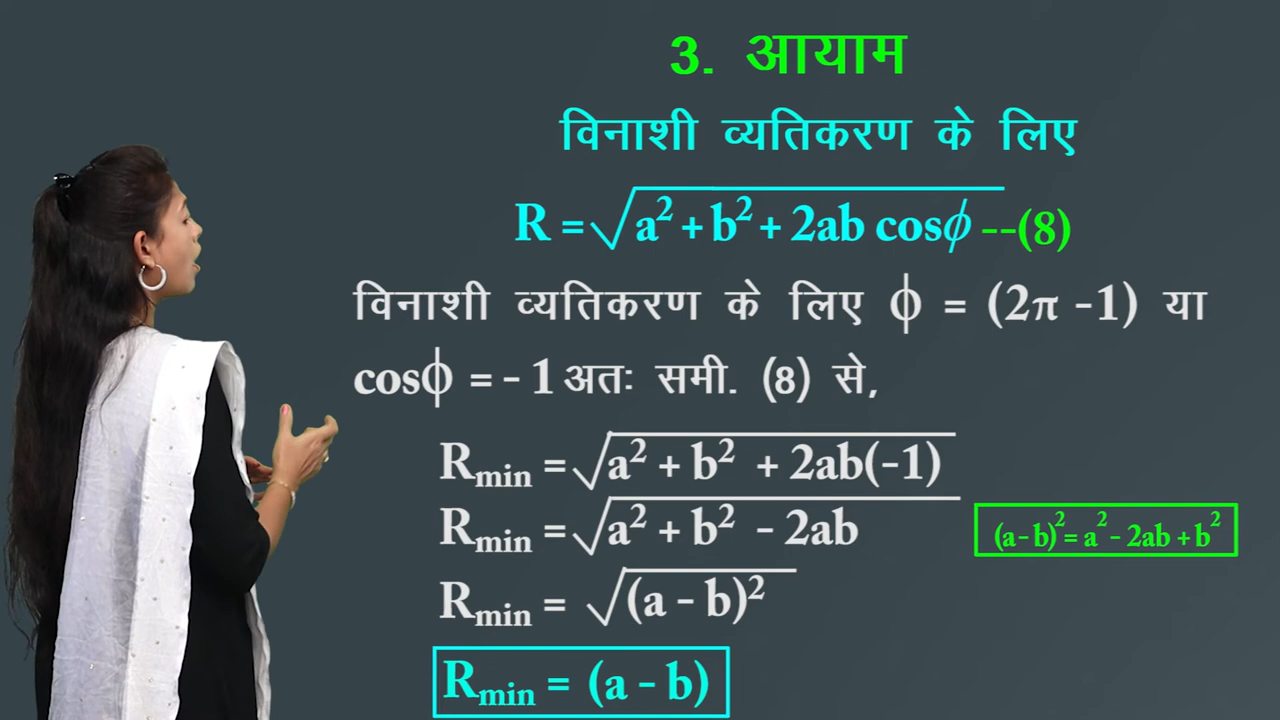 3. आयाम
विनाशी व्यतिकरण के लिए
R = √a² + b² + 2ab cosϕ --(8)
विनाशी व्यतिकरण के लिए ϕ = (2π -1) या
cosϕ = - 1 अतः समी. (8) से,
Rmin = √a² + b² + 2ab(-1)
Rmin = √a² + b² - 2ab
(a - b)² = a² - 2ab + b²
Rmin = √(a - b)²
Rmin = (a - b)